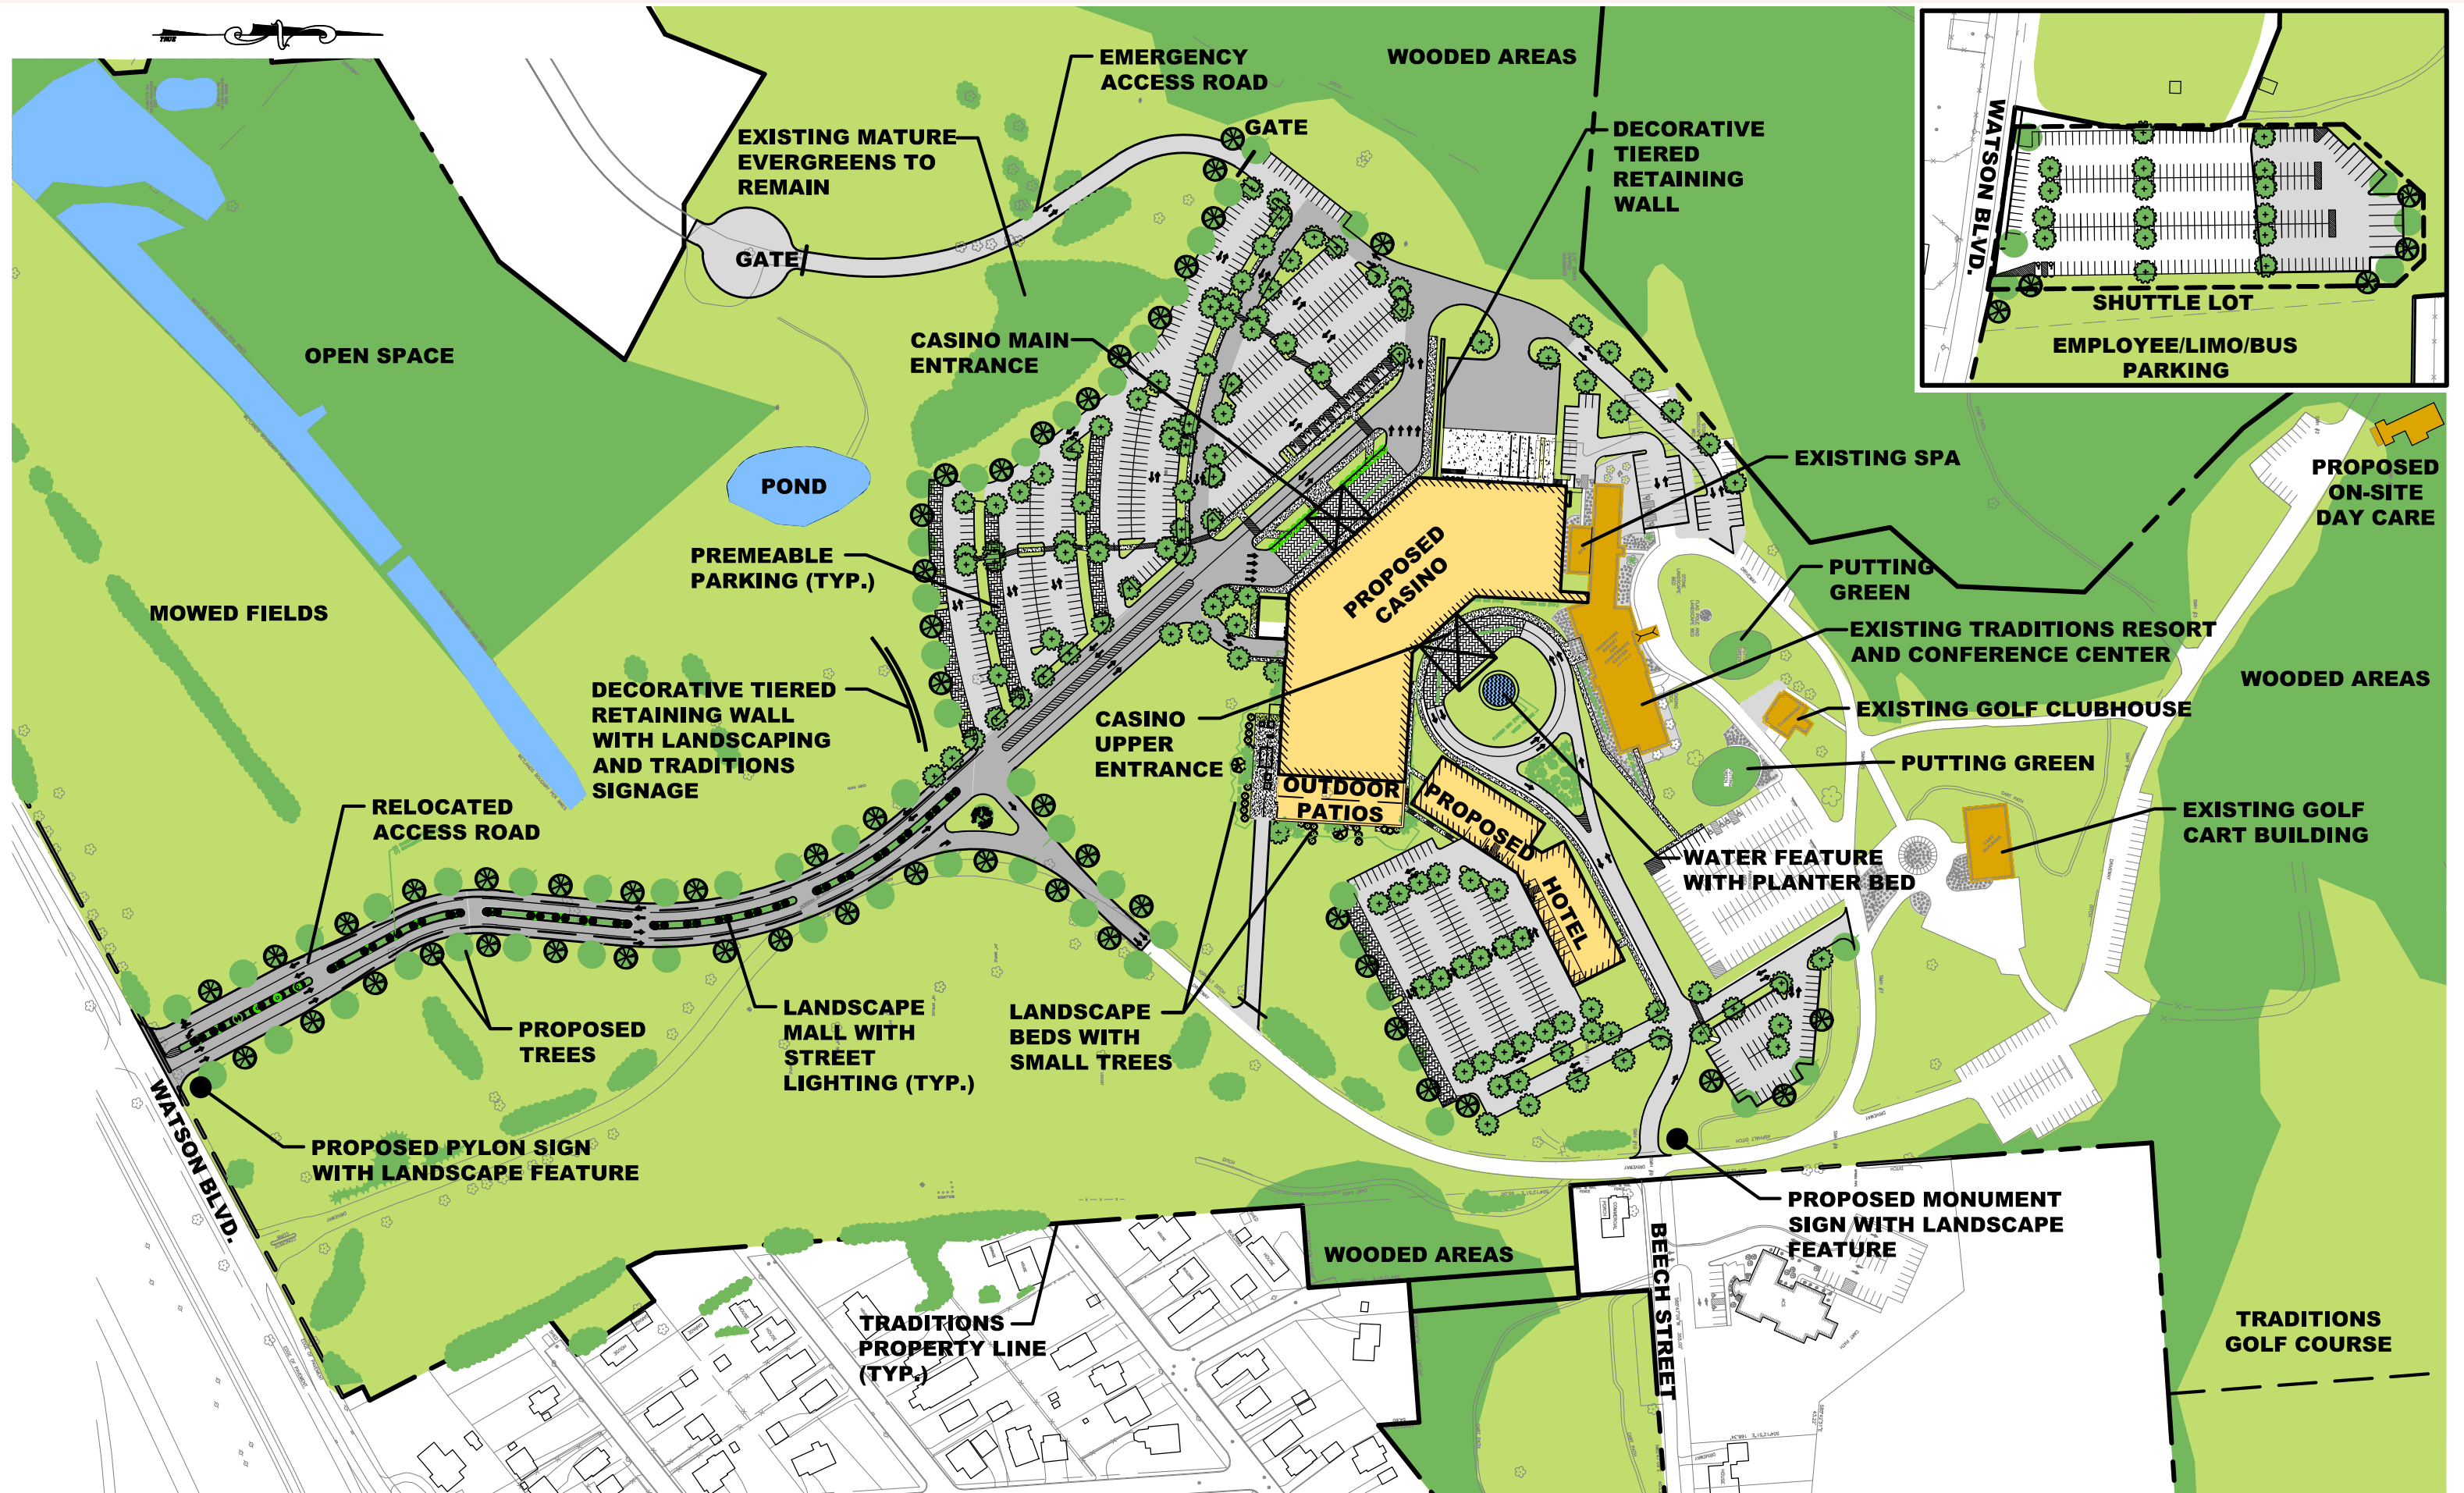 TRUE
EMERGENCY
ACCESS ROAD
WOODED AREAS
GATE
EXISTING MATURE
EVERGREENS TO
REMAIN
DECORATIVE
TIERED
RETAINING
WALL
WATSON BLVD.
SHUTTLE LOT
EMPLOYEE/LIMO/BUS
PARKING
GATE
OPEN SPACE
CASINO MAIN
ENTRANCE
POND
EXISTING SPA
PROPOSED
ON-SITE
DAY CARE
PREMEABLE
PARKING (TYP.)
PROPOSED
CASINO
PUTTING
GREEN
MOWED FIELDS
EXISTING TRADITIONS RESORT
AND CONFERENCE CENTER
WOODED AREAS
DECORATIVE TIERED
RETAINING WALL
WITH LANDSCAPING
AND TRADITIONS
SIGNAGE
CASINO
UPPER
ENTRANCE
EXISTING GOLF CLUBHOUSE
PUTTING GREEN
OUTDOOR
PATIOS
PROPOSED
HOTEL
RELOCATED
ACCESS ROAD
EXISTING GOLF
CART BUILDING
WATER FEATURE
WITH PLANTER BED
PROPOSED
TREES
LANDSCAPE
MALL WITH
STREET
LIGHTING (TYP.)
LANDSCAPE
BEDS WITH
SMALL TREES
WATSON BLVD.
PROPOSED PYLON SIGN
WITH LANDSCAPE FEATURE
PROPOSED MONUMENT
SIGN WITH LANDSCAPE
FEATURE
WOODED AREAS
BEECH STREET
TRADITIONS
PROPERTY LINE
(TYP.)
TRADITIONS
GOLF COURSE